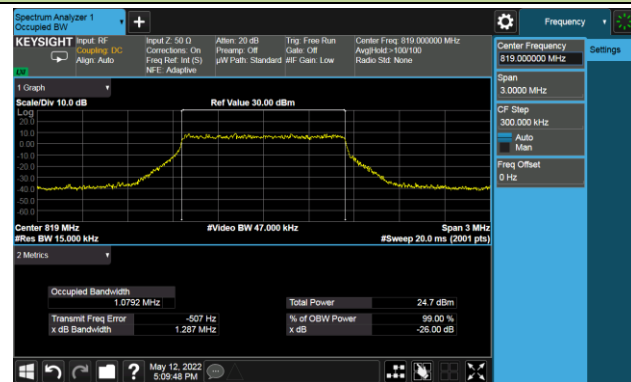 Spectrum Analyzer 1
Occupied BW
Frequency
KEYSIGHT
Input: RF
Coupling: DC
Align: Auto
Input Z: 50 Ω
Corrections: On
Freq Ref: Int (S)
NFE: Adaptive
Atten: 20 dB
Preamp: Off
µW Path: Standard
Trig: Free Run
Gate: Off
#IF Gain: Low
Center Freq: 819.000000 MHz
Avg|Hold:>100/100
Radio Std: None
Center Frequency
819.000000 MHz
Settings
Span
3.0000 MHz
CF Step
300.000 kHz
Auto
Man
Freq Offset
0 Hz
1 Graph
Scale/Div 10.0 dB
Ref Value 30.00 dBm
Log
20.0
10.0
0.00
-10.0
-20.0
-30.0
-40.0
-50.0
-60.0
Center 819 MHz
#Video BW 47.000 kHz
Span 3 MHz
#Res BW 15.000 kHz
#Sweep 20.0 ms (2001 pts)
2 Metrics
Occupied Bandwidth
1.0792 MHz
Total Power 24.7 dBm
Transmit Freq Error -507 Hz
% of OBW Power 99.00 %
x dB Bandwidth 1.287 MHz
x dB -26.00 dB
?
May 12, 2022
5:09:48 PM